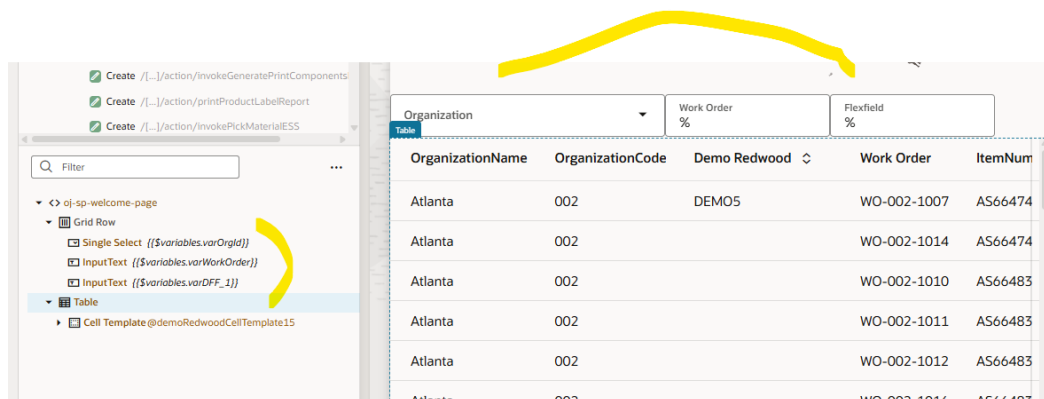 Create /[...]/action/invokeGeneratePrintComponents
Create /[...]/action/printProductLabelReport
Create /[...]/action/invokePickMaterialESS
Filter
...
<> oj-sp-welcome-page
Grid Row
Single Select {{$variables.varOrgId}}
InputText {{$variables.varWorkOrder}}
InputText {{$variables.varDFF_1}}
Table
Cell Template @demoRedwoodCellTemplate15
Organization
Work Order
%
Flexfield
%
Table
OrganizationName OrganizationCode Demo Redwood Work Order ItemNum
Atlanta 002 DEMO5 WO-002-1007 AS66474
Atlanta 002 WO-002-1014 AS66474
Atlanta 002 WO-002-1010 AS66483
Atlanta 002 WO-002-1011 AS66483
Atlanta 002 WO-002-1012 AS66483